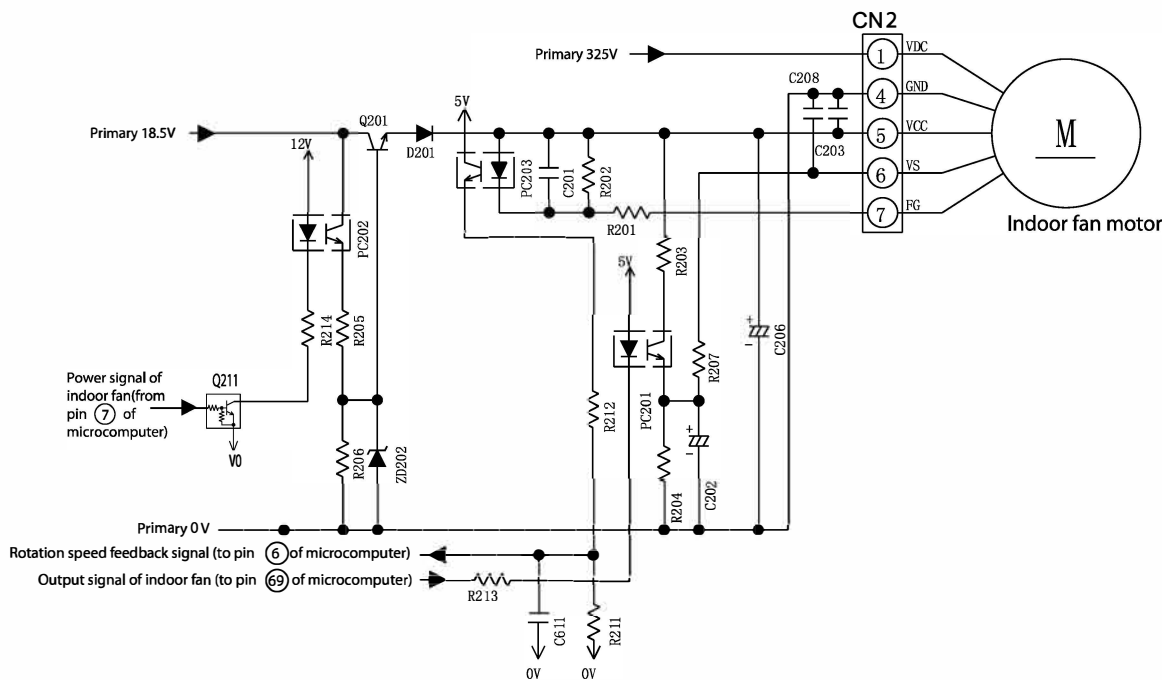 CN2
Primary 325V
1
VDC
C208
4
GND
5V
Primary 18.5V
Q201
12V
D201
5
VCC
C203
M
PC203
C201
R202
6
VS
7
FG
R201
Indoor fan motor
PC202
R203
5V
R214
R205
C206
R207
Power signal of
indoor fan(from
pin 7 of
microcomputer)
Q211
V0
R212
PC201
R206
ZD202
R204
C202
Primary 0V
Rotation speed feedback signal (to pin 6 of microcomputer)
Output signal of indoor fan (to pin 69 of microcomputer)
R213
C611
R211
0V
0V